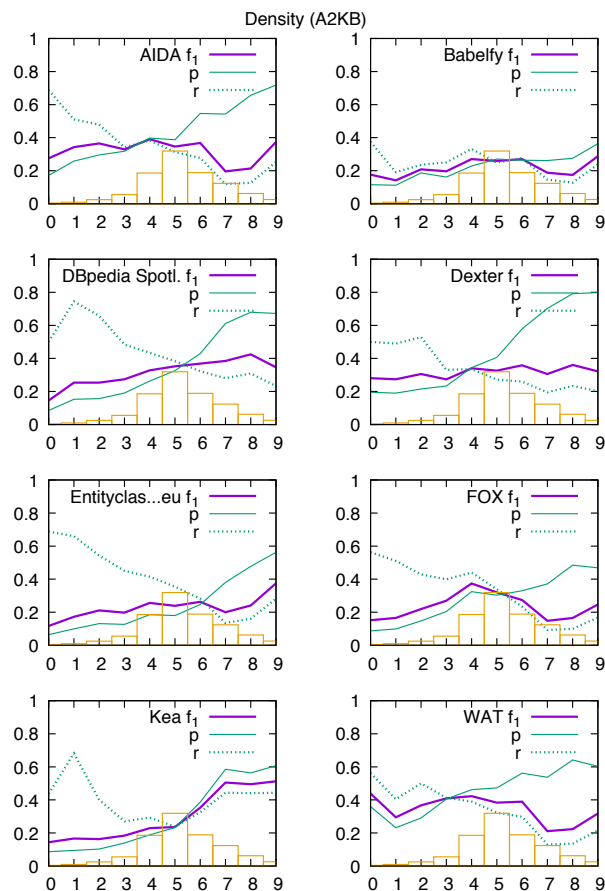 Density (A2KB)
1
0.8
0.6
0.4
0.2
0
AIDA f1
p
r
0 1 2 3 4 5 6 7 8 9
1
0.8
0.6
0.4
0.2
0
Babelfy f1
p
r
0 1 2 3 4 5 6 7 8 9
1
0.8
0.6
0.4
0.2
0
DBpedia Spotl. f1
p
r
0 1 2 3 4 5 6 7 8 9
1
0.8
0.6
0.4
0.2
0
Dexter f1
p
r
0 1 2 3 4 5 6 7 8 9
1
0.8
0.6
0.4
0.2
0
Entityclas...eu f1
p
r
0 1 2 3 4 5 6 7 8 9
1
0.8
0.6
0.4
0.2
0
FOX f1
p
r
0 1 2 3 4 5 6 7 8 9
1
0.8
0.6
0.4
0.2
0
Kea f1
p
r
0 1 2 3 4 5 6 7 8 9
1
0.8
0.6
0.4
0.2
0
WAT f1
p
r
0 1 2 3 4 5 6 7 8 9